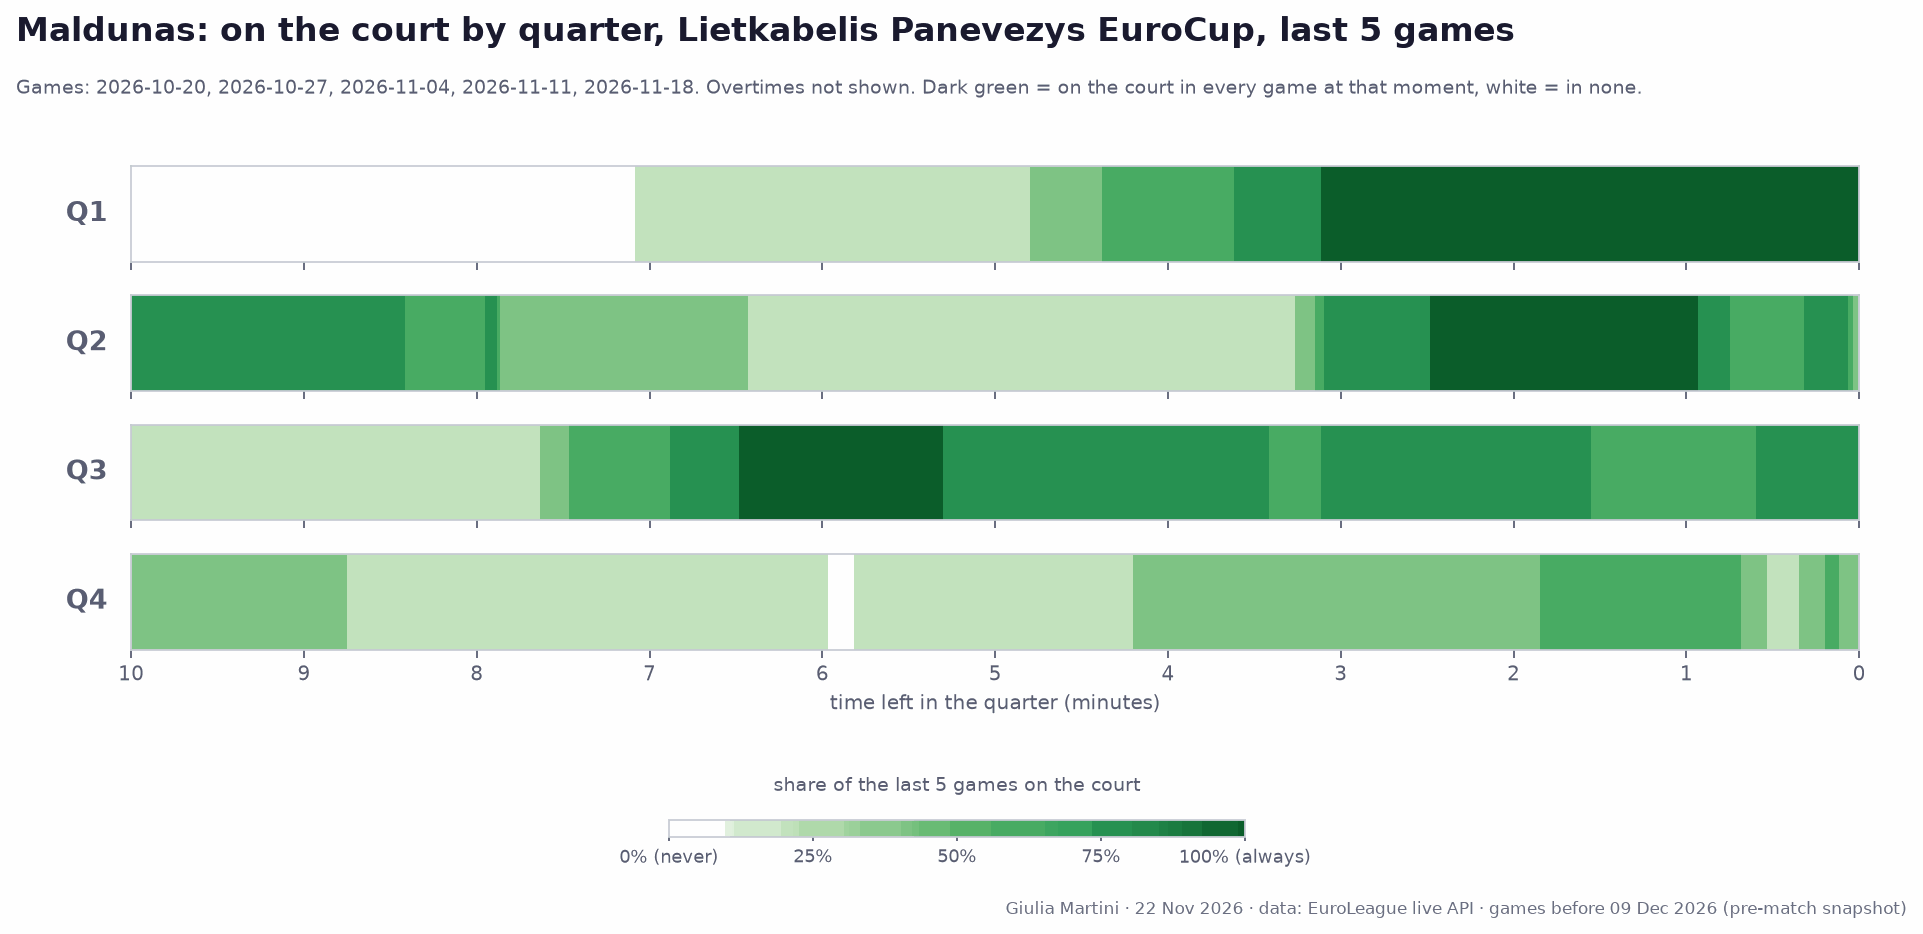 Maldunas: on the court by quarter, Lietkabelis Panevezys EuroCup, last 5 games
Games: 2026-10-20, 2026-10-27, 2026-11-04, 2026-11-11, 2026-11-18. Overtimes not shown. Dark green = on the court in every game at that moment, white = in none.
Q1
Q2
Q3
Q4
10 9 8 7 6 5 4 3 2 1 0
time left in the quarter (minutes)
share of the last 5 games on the court
0% (never) 25% 50% 75% 100% (always)
Giulia Martini · 22 Nov 2026 · data: EuroLeague live API · games before 09 Dec 2026 (pre-match snapshot)